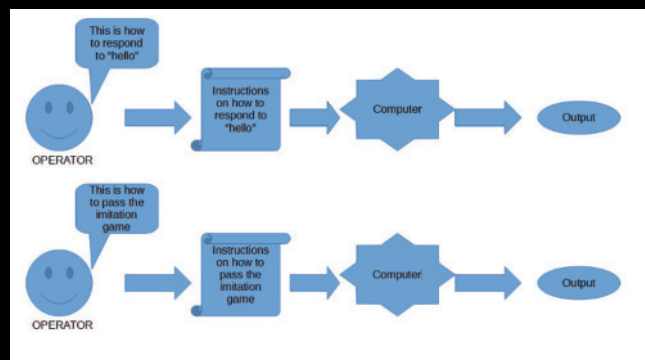 This is how
to respond
to "hello"
Instructions
on how to
respond to
"hello"
Computer
Output
OPERATOR
This is how
to pass the
imitation
game
Instructions
on how to
pass the
imitation
game
Computer
Output
OPERATOR